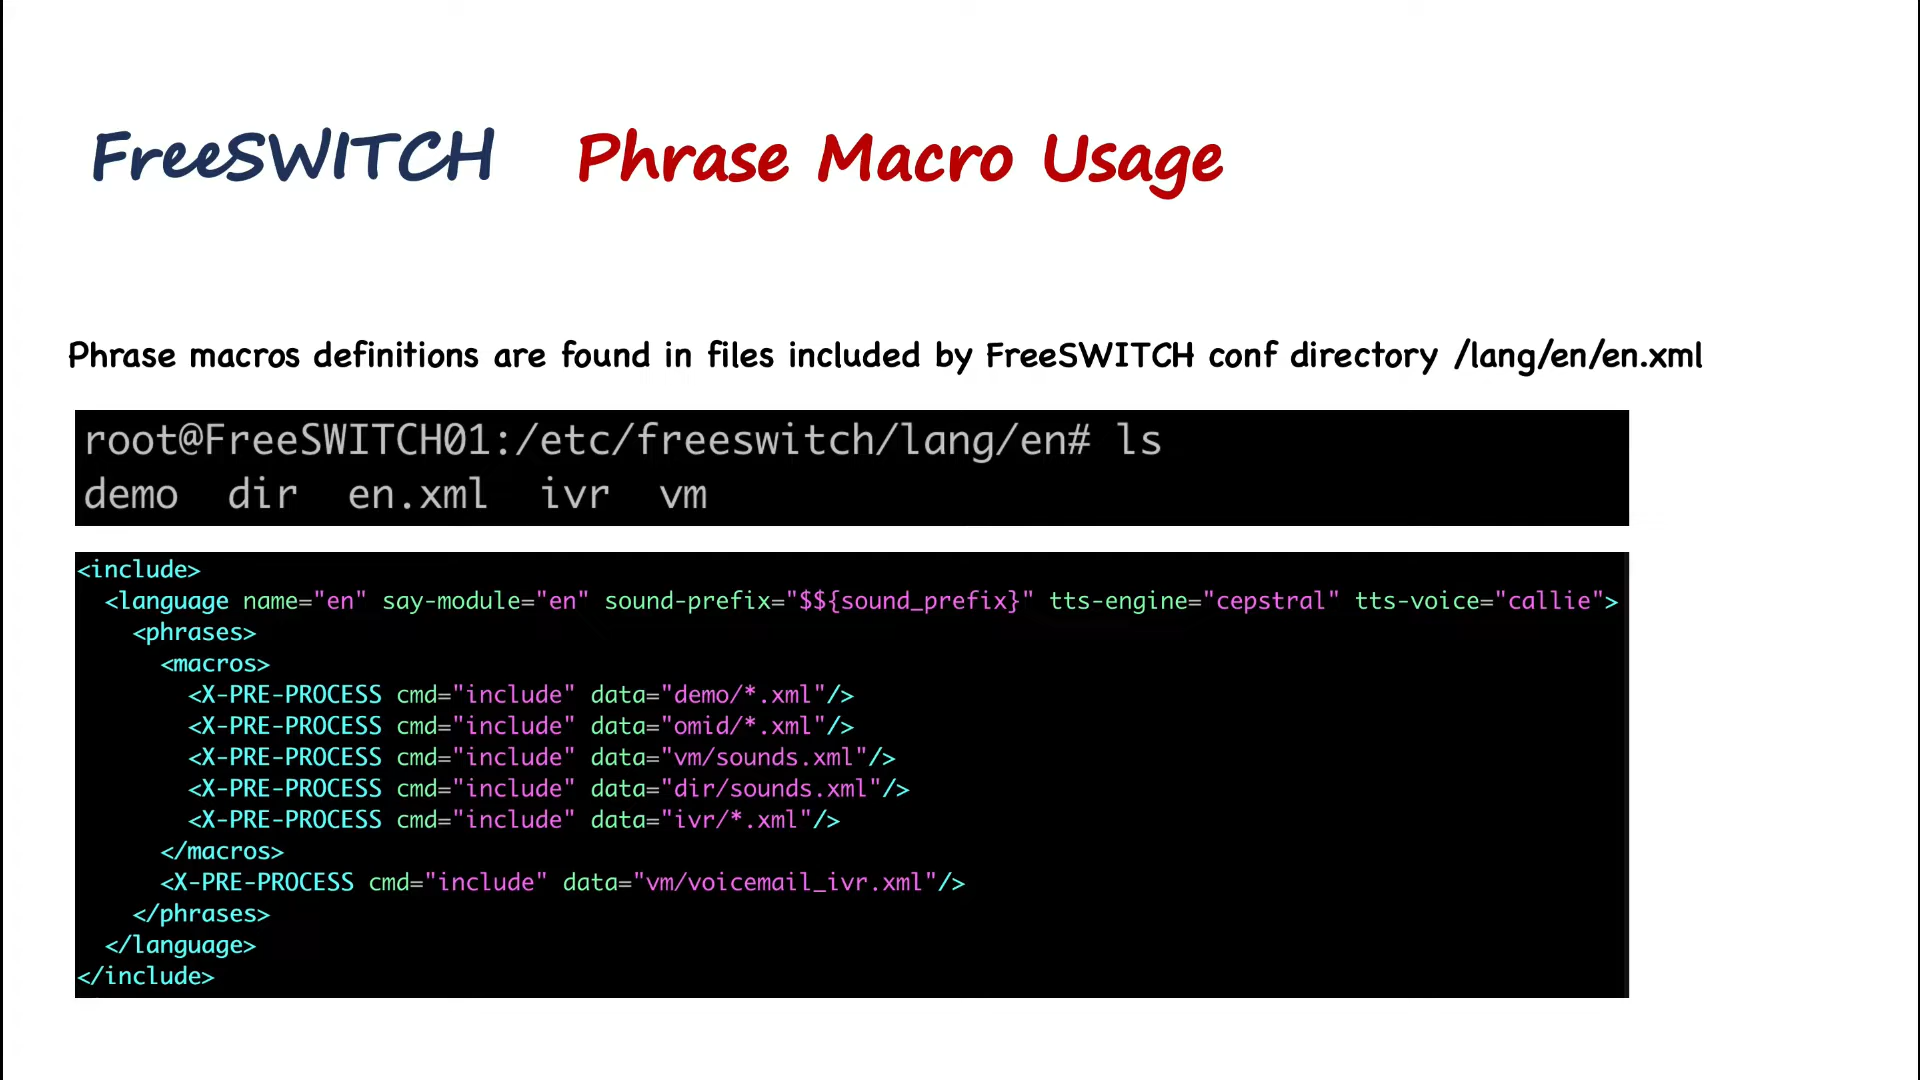 FreeSWITCH Phrase Macro Usage
Phrase macros definitions are found in files included by FreeSWITCH conf directory /lang/en/en.xml
root@FreeSWITCH01:/etc/freeswitch/lang/en# ls
demo dir en.xml ivr vm
<include>
<language name="en" say-module="en" sound-prefix="$${sound_prefix}" tts-engine="cepstral" tts-voice="callie">
<phrases>
<macros>
<X-PRE-PROCESS cmd="include" data="demo/*.xml"/>
<X-PRE-PROCESS cmd="include" data="omid/*.xml"/>
<X-PRE-PROCESS cmd="include" data="vm/sounds.xml"/>
<X-PRE-PROCESS cmd="include" data="dir/sounds.xml"/>
<X-PRE-PROCESS cmd="include" data="ivr/*.xml"/>
</macros>
<X-PRE-PROCESS cmd="include" data="vm/voicemail_ivr.xml"/>
</phrases>
</language>
</include>